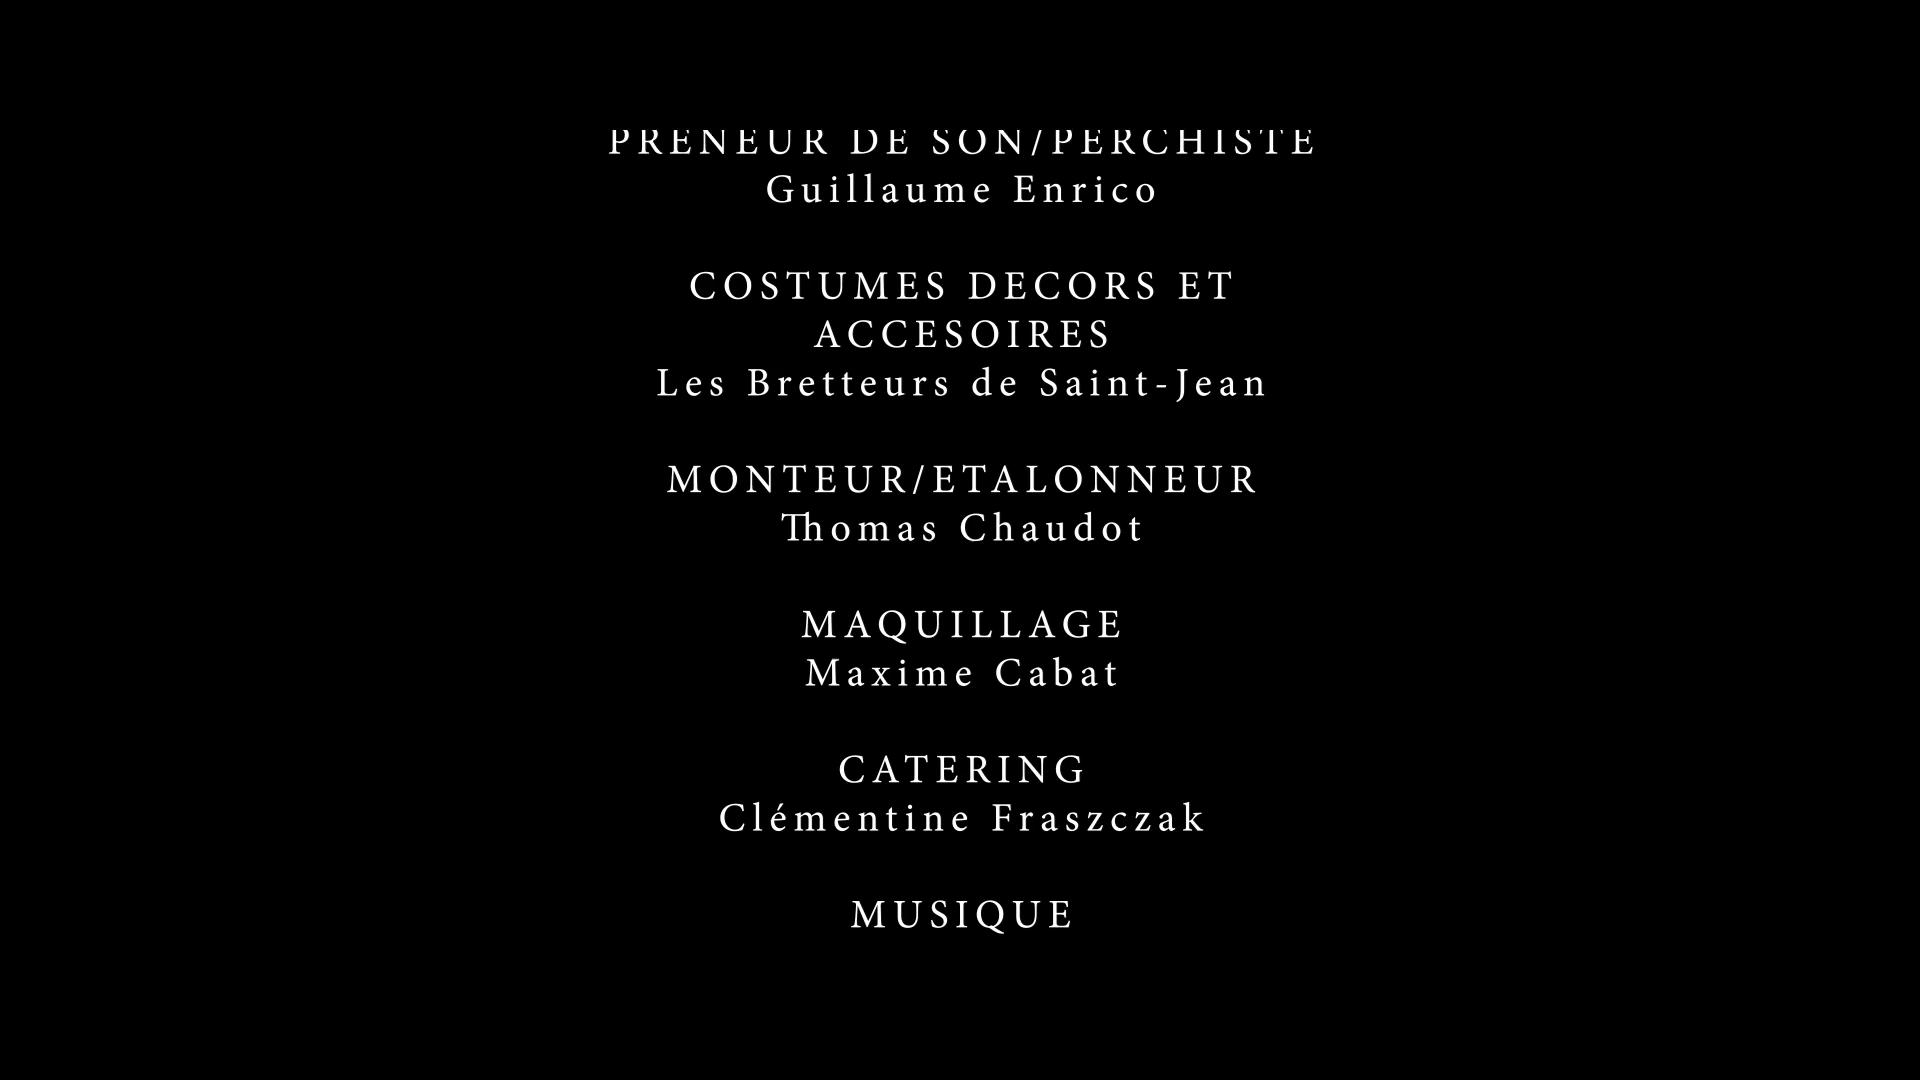 PRENEUR DE SON/PERCHISTE
Guillaume Enrico
COSTUMES DECORS ET
ACCESOIRES
Les Bretteurs de Saint-Jean
MONTEUR/ETALONNEUR
Thomas Chaudot
MAQUILLAGE
Maxime Cabat
CATERING
Clémentine Fraszczak
MUSIQUE